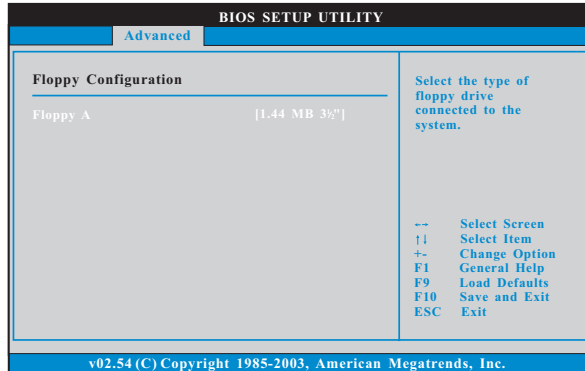 BIOS SETUP UTILITY
Advanced
Floppy Configuration
Floppy A [1.44 MB 3½"]
Select the type of
floppy drive
connected to the
system.
←→ Select Screen
↑↓ Select Item
+- Change Option
F1 General Help
F9 Load Defaults
F10 Save and Exit
ESC Exit
v02.54 (C) Copyright 1985-2003, American Megatrends, Inc.